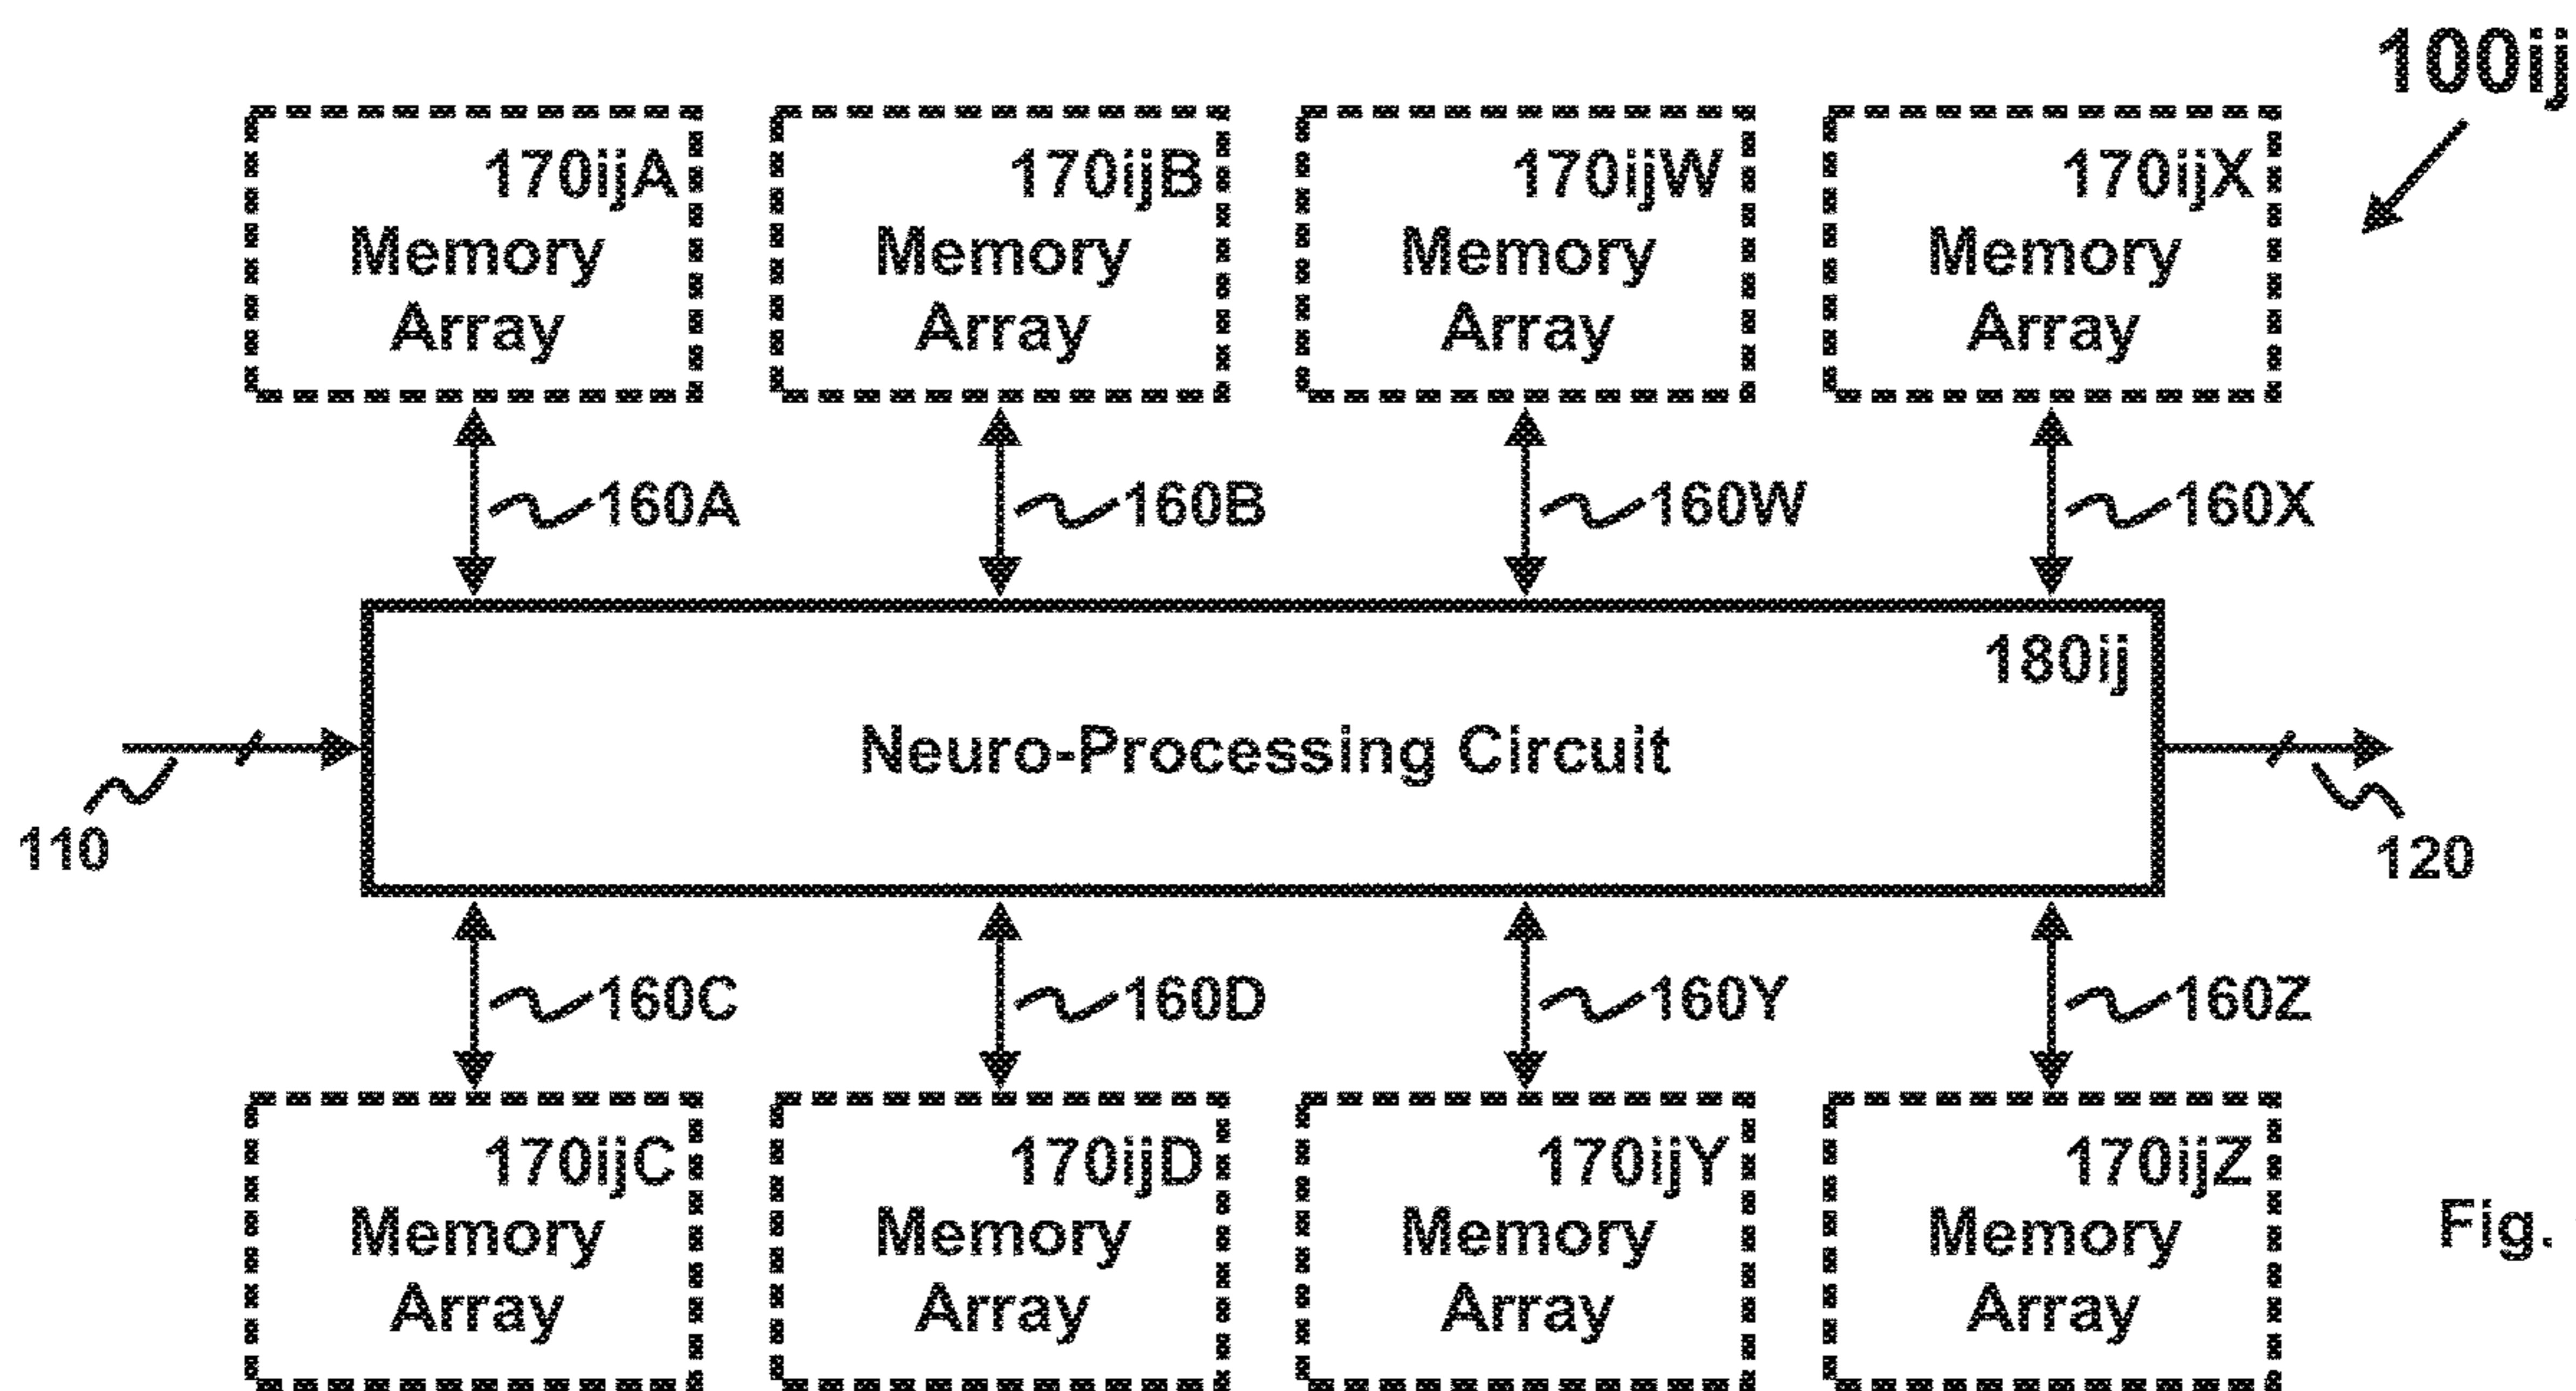 100ij
170ijA
Memory
Array
170ijB
Memory
Array
170ijW
Memory
Array
170ijX
Memory
Array
160A
160B
160W
160X
180ij
Neuro-Processing Circuit
110
120
160C
160D
160Y
160Z
170ijC
Memory
Array
170ijD
Memory
Array
170ijY
Memory
Array
170ijZ
Memory
Array
Fig.